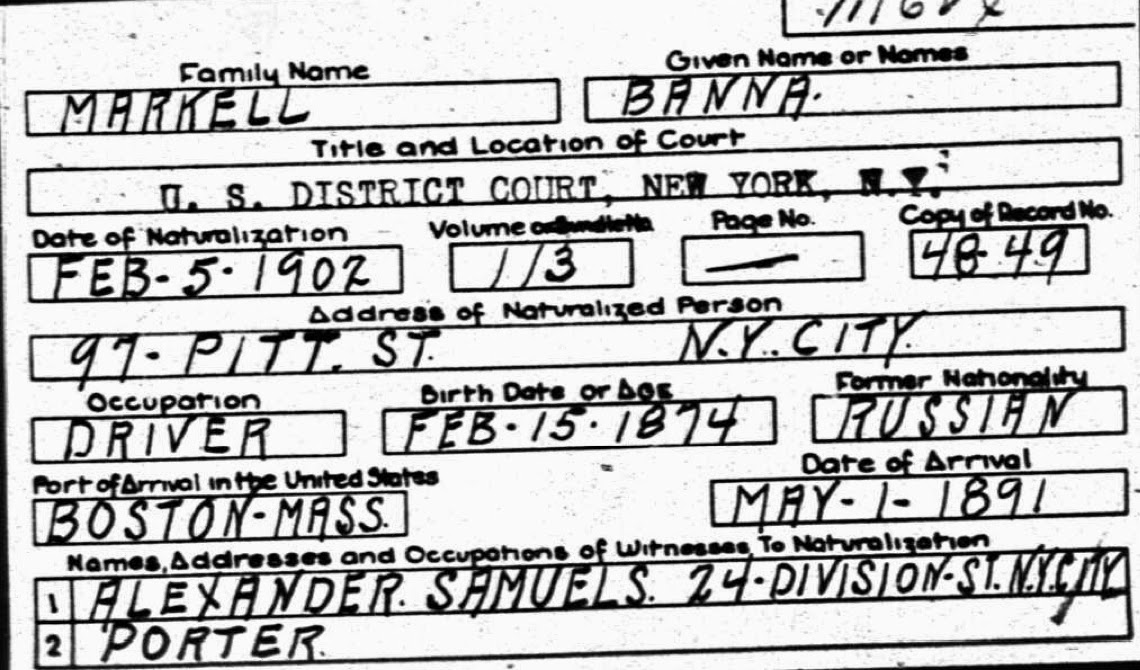 Family Name Given Name or Names
MARKELL BANNA.
Title and Location of Court
U. S. DISTRICT COURT, NEW YORK, N.Y.
Date of Naturalization Volume or Bundle No. Page No. Copy of Record No.
FEB-5-1902 113 — 48-49
Address of Naturalized Person
97-PITT. ST. N.Y. CITY.
Occupation Birth Date or Age Former Nationality
DRIVER FEB-15-1874 RUSSIAN
Port of Arrival in the United States Date of Arrival
BOSTON-MASS. MAY-1-1891
Names, Addresses and Occupations of Witnesses To Naturalization
1 ALEXANDER. SAMUELS. 24-DIVISION-ST. N.Y. CITY
2 PORTER.